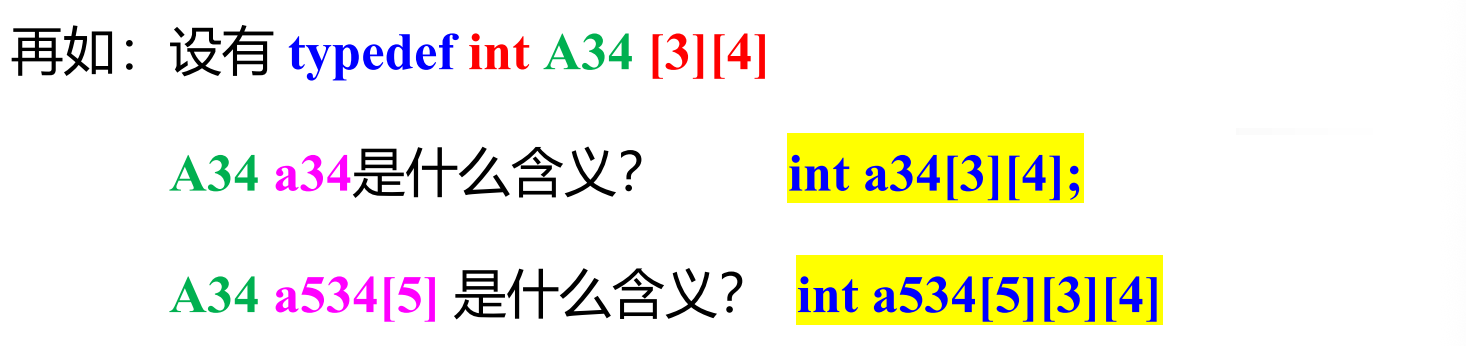 再如：设有 typedef int A34 [3][4]
A34 a34是什么含义？ int a34[3][4];
A34 a534[5] 是什么含义？ int a534[5][3][4]